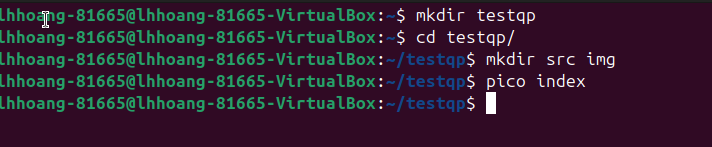 lhhoang-81665@lhhoang-81665-VirtualBox:~$ mkdir testqp
lhhoang-81665@lhhoang-81665-VirtualBox:~$ cd testqp/
lhhoang-81665@lhhoang-81665-VirtualBox:~/testqp$ mkdir src img
lhhoang-81665@lhhoang-81665-VirtualBox:~/testqp$ pico index
lhhoang-81665@lhhoang-81665-VirtualBox:~/testqp$